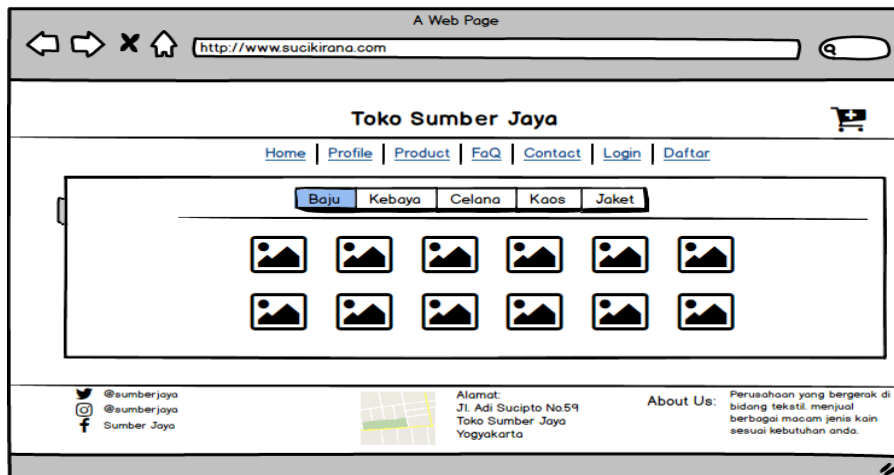 A Web Page
http://www.sucikirana.com
Toko Sumber Jaya
Home | Profile | Product | FaQ | Contact | Login | Daftar
Baju Kebaya Celana Kaos Jaket
@sumberjaya
@sumberjaya
Sumber Jaya
Alamat:
Jl. Adi Sucipto No.59
Toko Sumber Jaya
Yogyakarta
About Us:
Perusahaan yang bergerak di
bidang tekstil. menjual
berbagai macam jenis kain
sesuai kebutuhan anda.